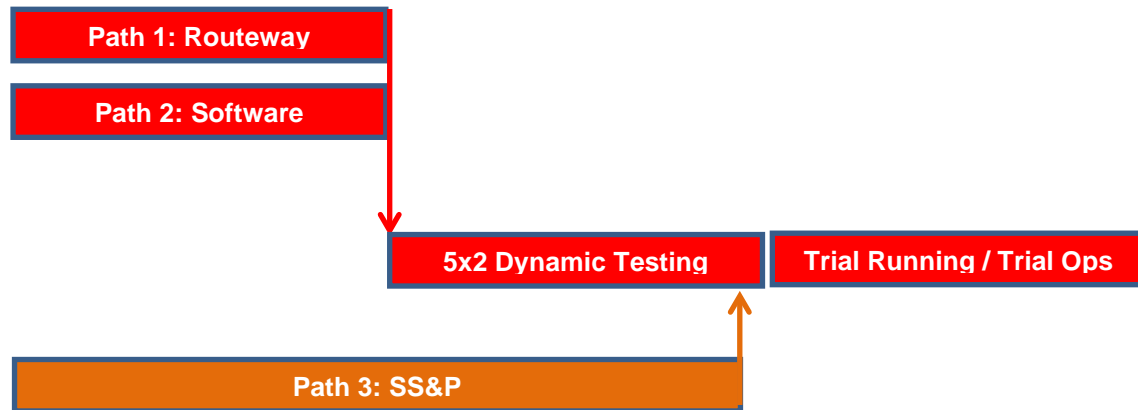 Path 1: Routeway
Path 2: Software
5x2 Dynamic Testing
Trial Running / Trial Ops
Path 3: SS&P